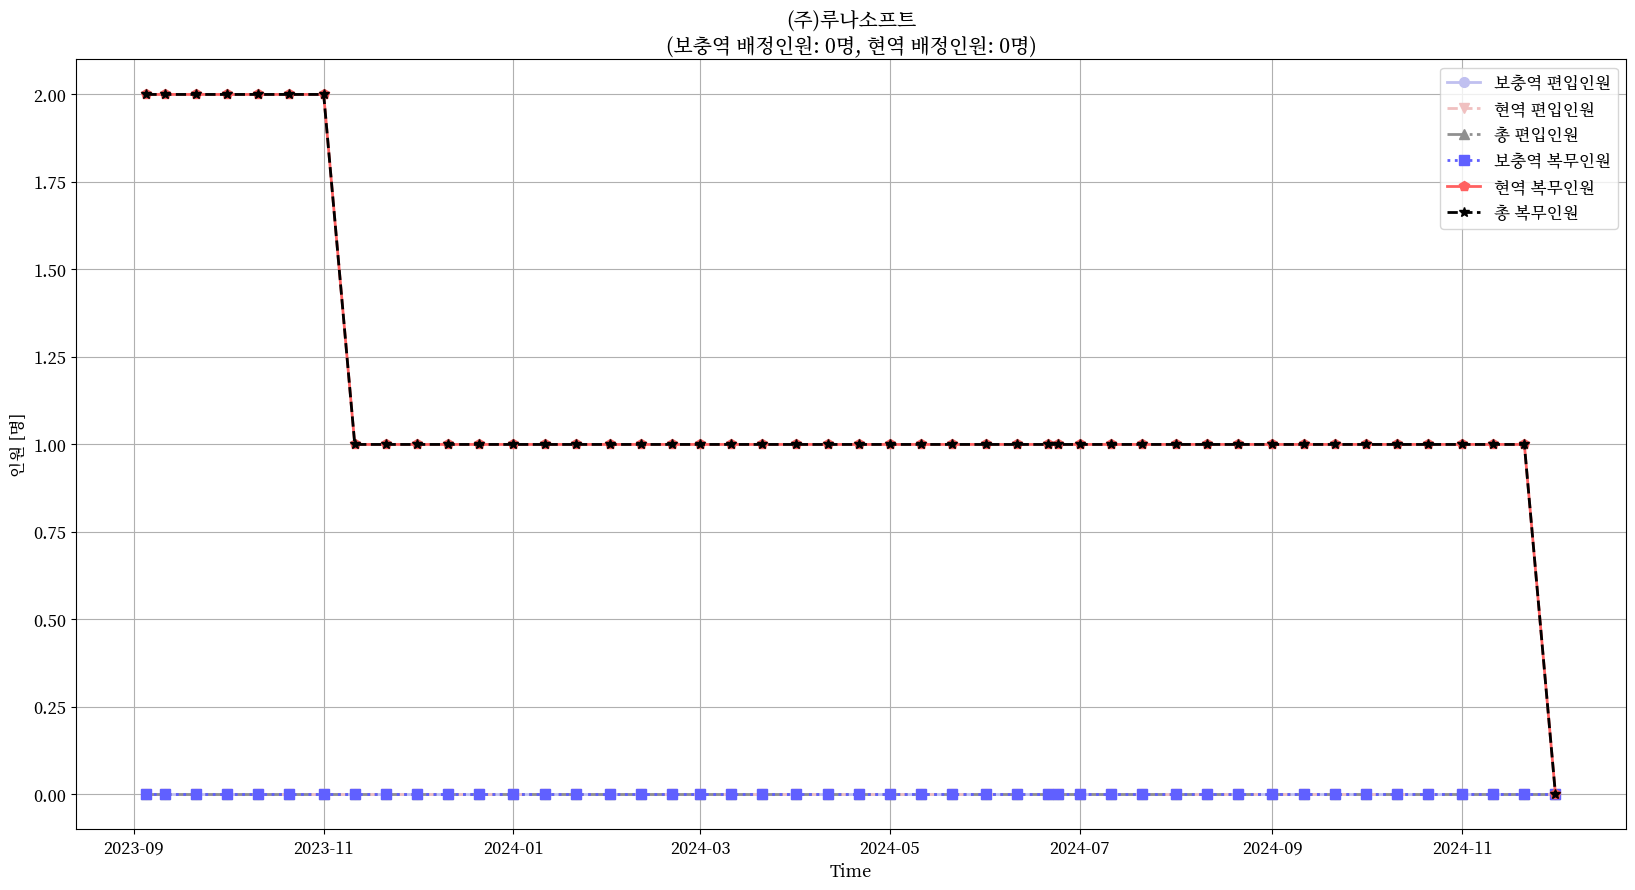 (주)루나소프트
(보충역 배정인원: 0명, 현역 배정인원: 0명)
보충역 편입인원
현역 편입인원
총 편입인원
보충역 복무인원
현역 복무인원
총 복무인원
인원 [명]
2.00
1.75
1.50
1.25
1.00
0.75
0.50
0.25
0.00
2023-09
2023-11
2024-01
2024-03
2024-05
2024-07
2024-09
2024-11
Time